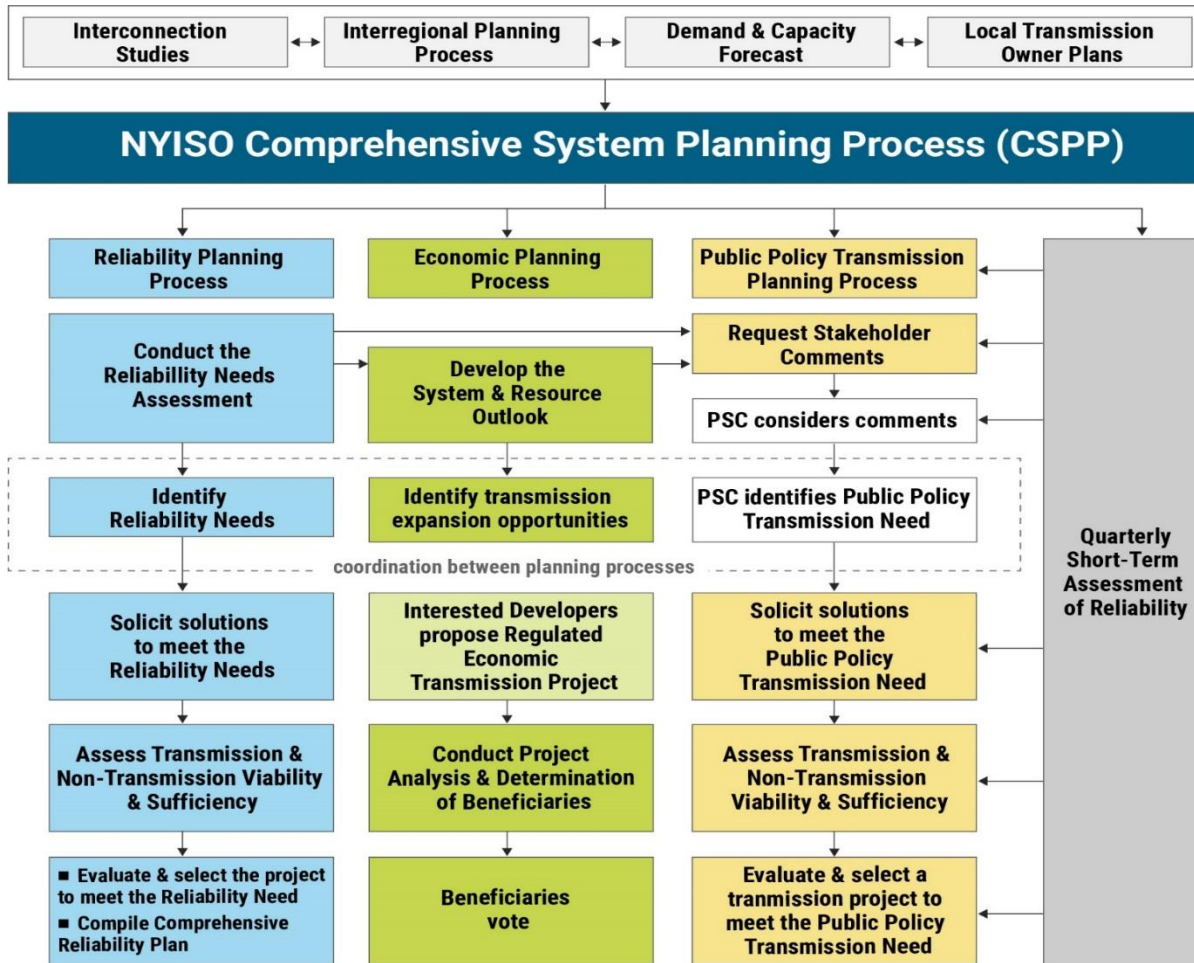 Interconnection
Studies
Interregional Planning
Process
Demand & Capacity
Forecast
Local Transmission
Owner Plans
NYISO Comprehensive System Planning Process (CSPP)
Reliability Planning
Process
Economic Planning
Process
Public Policy Transmission
Planning Process
Conduct the
Reliabillity Needs
Assessment
Develop the
System & Resource
Outlook
Request Stakeholder
Comments
PSC considers comments
Identify
Reliability Needs
Identify transmission
expansion opportunities
PSC identifies Public Policy
Transmission Need
coordination between planning processes
Quarterly
Short-Term
Assessment
of Reliability
Solicit solutions
to meet the
Reliability Needs
Interested Developers
propose Regulated
Economic
Transmission Project
Solicit solutions
to meet the
Public Policy
Transmission Need
Assess Transmission &
Non-Transmission Viability
& Sufficiency
Conduct Project
Analysis & Determination
of Beneficiaries
Assess Transmission &
Non-Transmission
Viability & Sufficiency
■ Evaluate & select the project
to meet the Reliability Need
■ Compile Comprehensive
Reliability Plan
Beneficiaries
vote
Evaluate & select a
tranmission project to
meet the Public Policy
Transmission Need